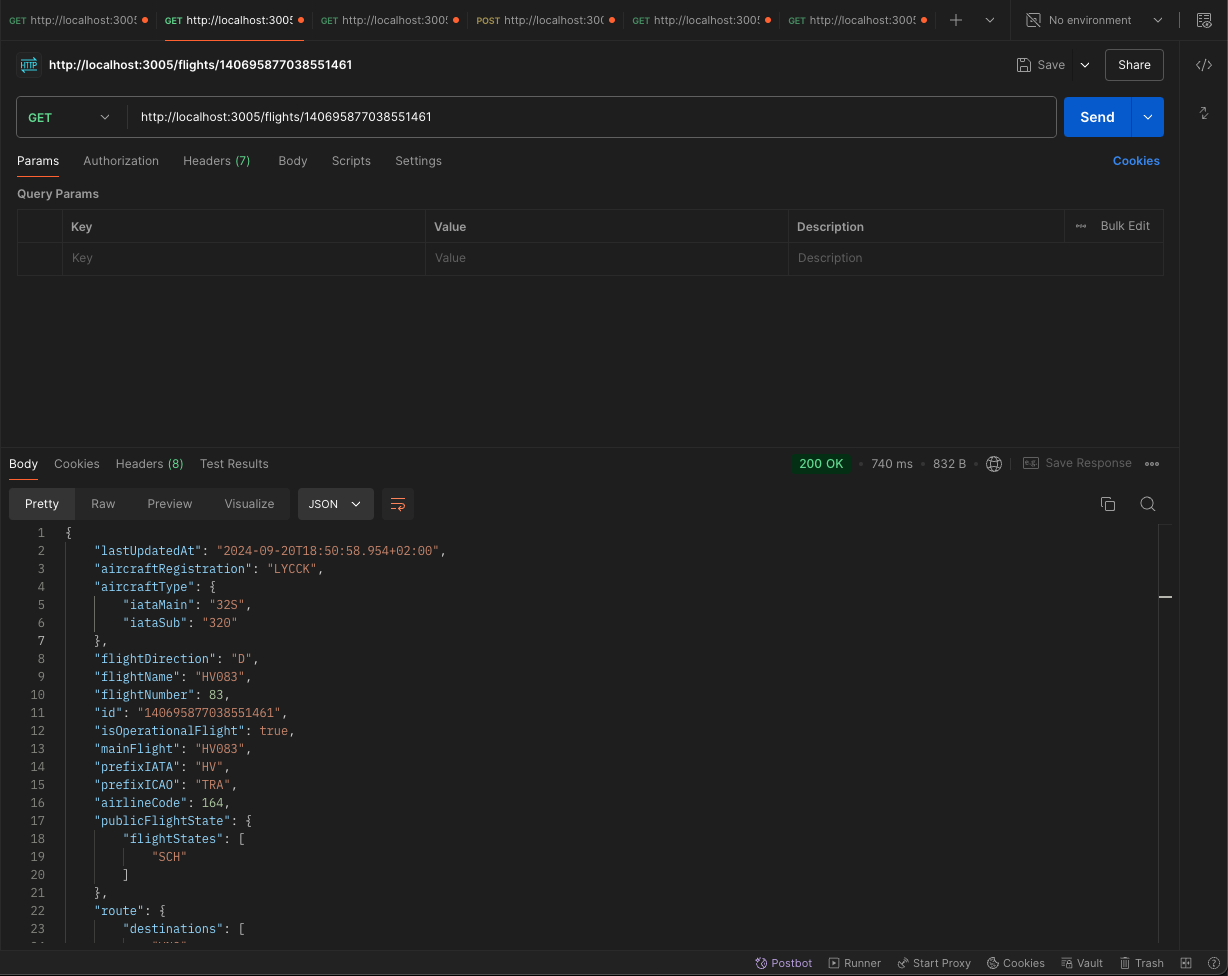 GET http://localhost:3005 GET http://localhost:3005 GET http://localhost:3005 POST http://localhost:300 GET http://localhost:3005 GET http://localhost:3005 No environment
HTTP http://localhost:3005/flights/140695877038551461 Save Share
GET http://localhost:3005/flights/140695877038551461 Send
Params Authorization Headers (7) Body Scripts Settings Cookies
Query Params
Key Value Description Bulk Edit
Key Value Description
Body Cookies Headers (8) Test Results 200 OK 740 ms 832 B Save Response
Pretty Raw Preview Visualize JSON
1 {
2 "lastUpdatedAt": "2024-09-20T18:50:58.954+02:00",
3 "aircraftRegistration": "LYCCK",
4 "aircraftType": {
5 "iataMain": "32S",
6 "iataSub": "320"
7 },
8 "flightDirection": "D",
9 "flightName": "HV083",
10 "flightNumber": 83,
11 "id": "140695877038551461",
12 "isOperationalFlight": true,
13 "mainFlight": "HV083",
14 "prefixIATA": "HV",
15 "prefixICAO": "TRA",
16 "airlineCode": 164,
17 "publicFlightState": {
18 "flightStates": [
19 "SCH"
20 ]
21 },
22 "route": {
23 "destinations": [
Postbot Runner Start Proxy Cookies Vault Trash